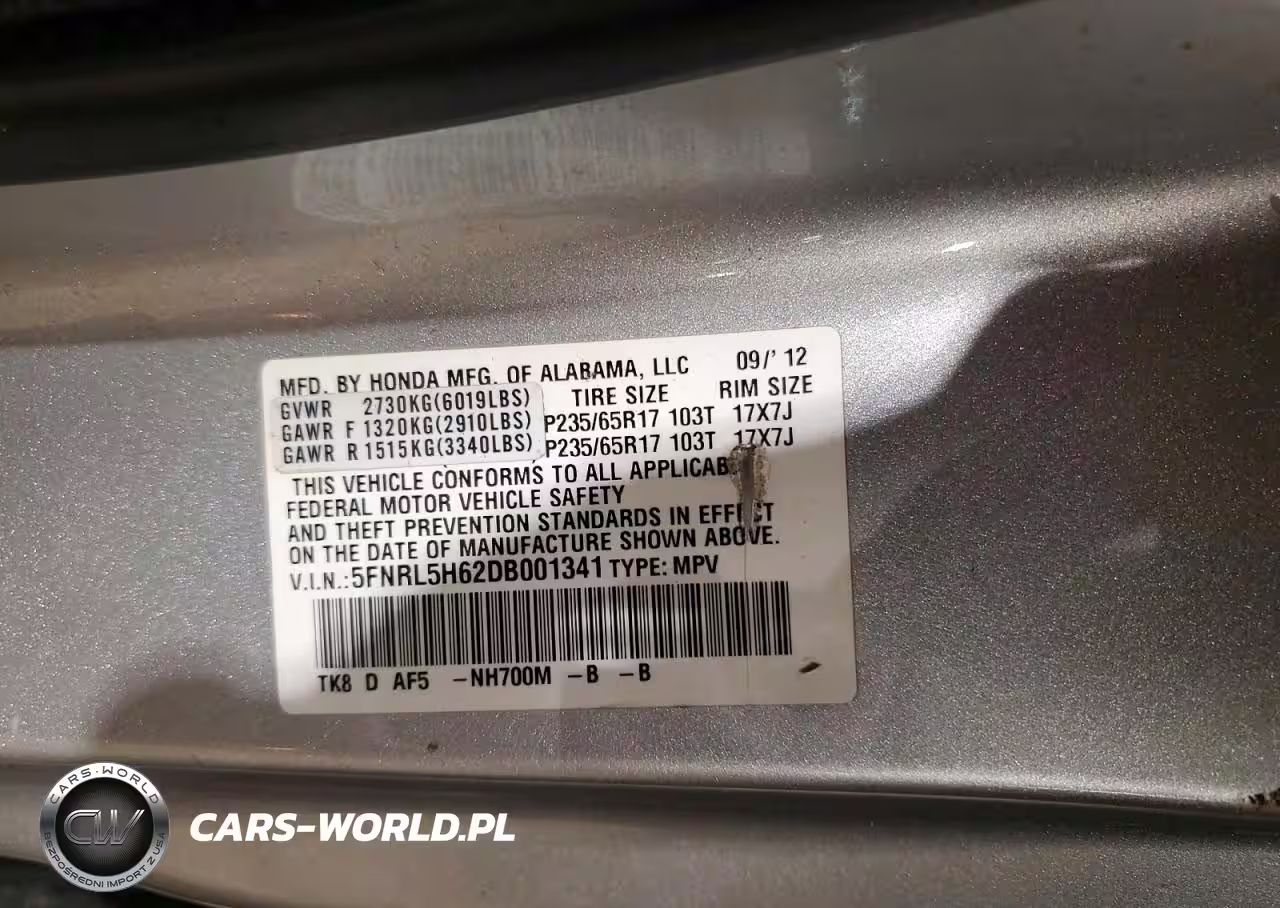 MFD. BY HONDA MFG. OF ALABAMA, LLC 09/' 12
GVWR 2730KG(6019LBS) TIRE SIZE RIM SIZE
GAWR F 1320KG(2910LBS) P235/65R17 103T 17X7J
GAWR R 1515KG(3340LBS) P235/65R17 103T 17X7J
THIS VEHICLE CONFORMS TO ALL APPLICAB
FEDERAL MOTOR VEHICLE SAFETY
AND THEFT PREVENTION STANDARDS IN EFFECT
ON THE DATE OF MANUFACTURE SHOWN ABOVE.
V.I.N.: 5FNRL5H62DB001341 TYPE: MPV
TK8 D AF5 -NH700M -B -B
CARS-WORLD
CW
BEZPOŚREDNI IMPORT Z USA
CARS-WORLD.PL